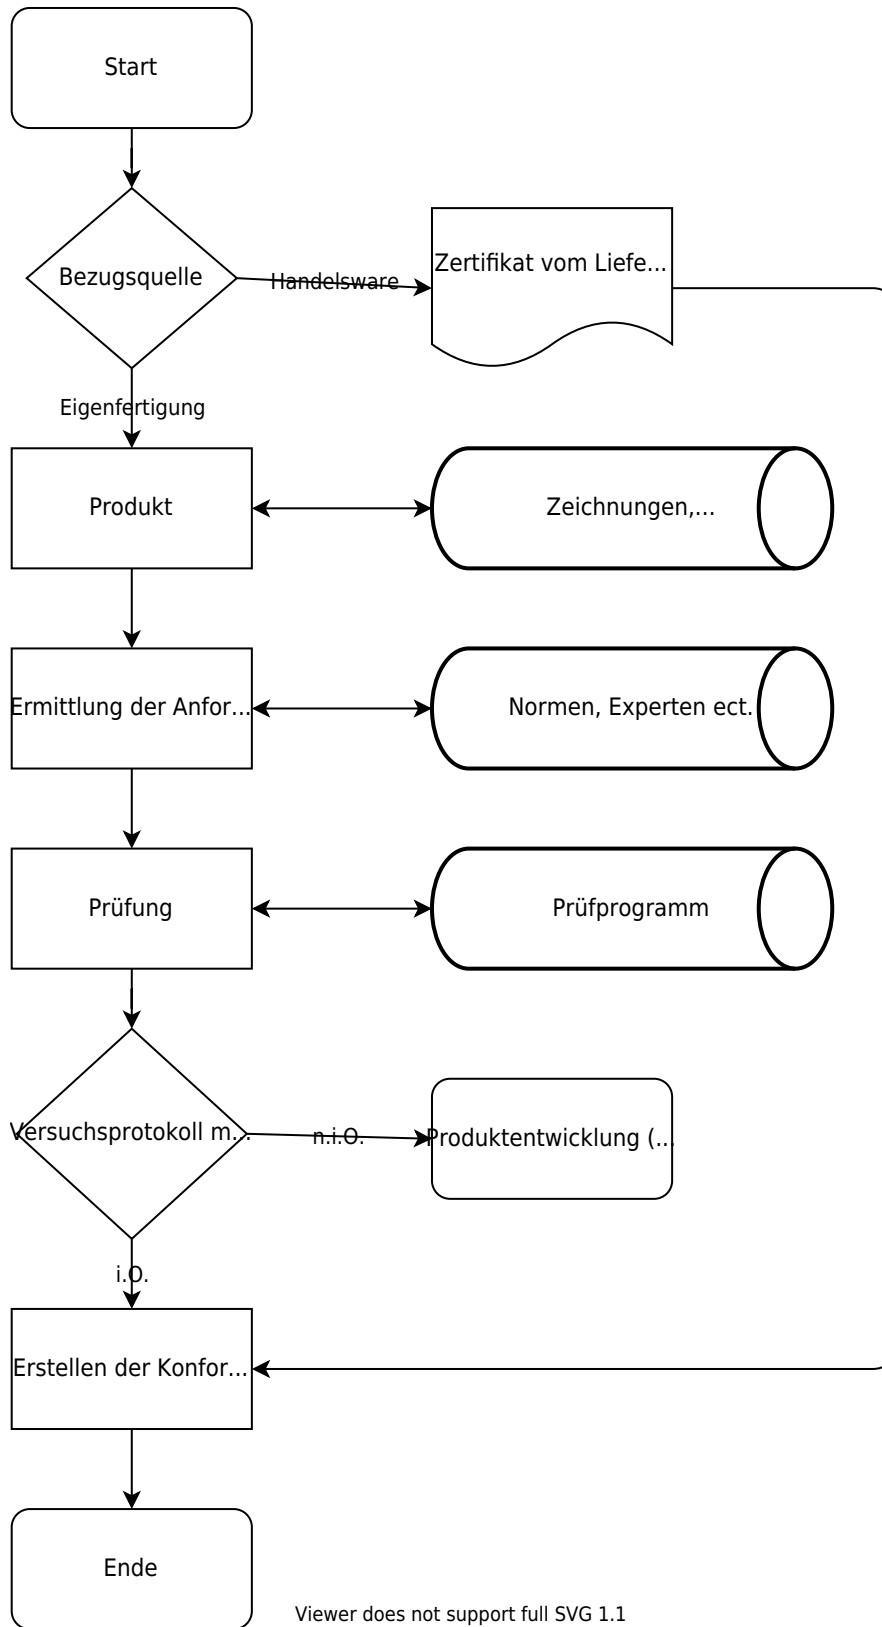 Start
Bezugsquelle
Handelsware
Zertifikat vom Liefe...
Eigenfertigung
Produkt
Zeichnungen,...
Ermittlung der Anfor...
Normen, Experten ect.
Prüfung
Prüfprogramm
Versuchsprotokoll m...
n.i.O.
Produktentwicklung (...
i.O.
Erstellen der Konfor...
Ende
Viewer does not support full SVG 1.1